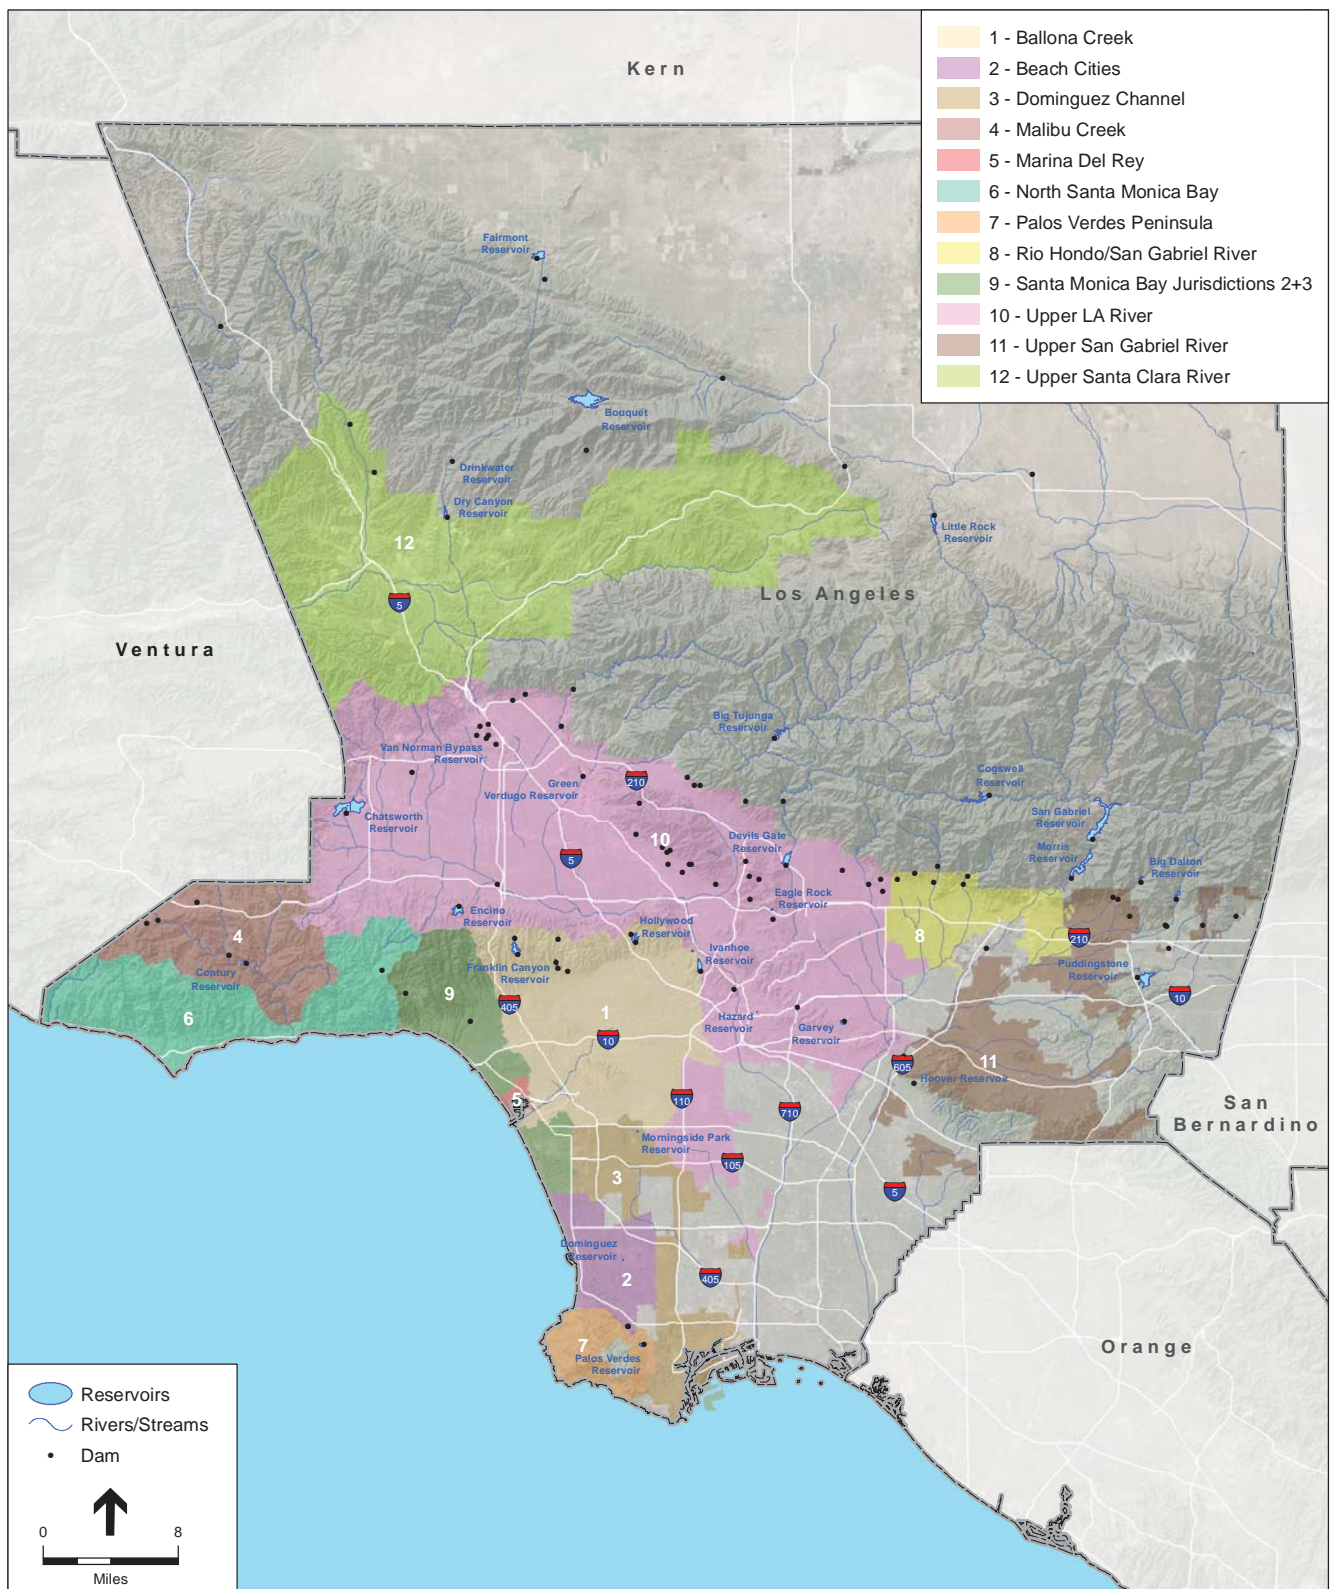 Kern
1 - Ballona Creek
2 - Beach Cities
3 - Dominguez Channel
4 - Malibu Creek
5 - Marina Del Rey
6 - North Santa Monica Bay
7 - Palos Verdes Peninsula
8 - Rio Hondo/San Gabriel River
9 - Santa Monica Bay Jurisdictions 2+3
10 - Upper LA River
11 - Upper San Gabriel River
12 - Upper Santa Clara River
Fairmont
Reservoir
Bouquet
Reservoir
Drinkwater
Reservoir
Dry Canyon
Reservoir
12
Little Rock
Reservoir
5
Los Angeles
Ventura
Big Tujunga
Reservoir
Van Norman Bypass
Reservoir
Green
Verdugo Reservoir
210
Cogswell
Reservoir
San Gabriel
Reservoir
Chatsworth
Reservoir
10
5
Devils Gate
Reservoir
Morris
Reservoir
Big Dalton
Reservoir
Eagle Rock
Reservoir
Encino
Reservoir
Hollywood
Reservoir
4
8
210
Ivanhoe
Reservoir
Century
Reservoir
Franklin Canyon
Reservoir
Puddingstone
Reservoir
9
405
10
6
1
Hazard
Reservoir
Garvey
Reservoir
10
605
11
Hoover Reservoir
5
110
710
San
Bernardino
Morningside Park
Reservoir
105
3
5
Dominguez
Reservoir
2
405
7
Palos Verdes
Reservoir
Orange
Reservoirs
Rivers/Streams
Dam
0
8
Miles